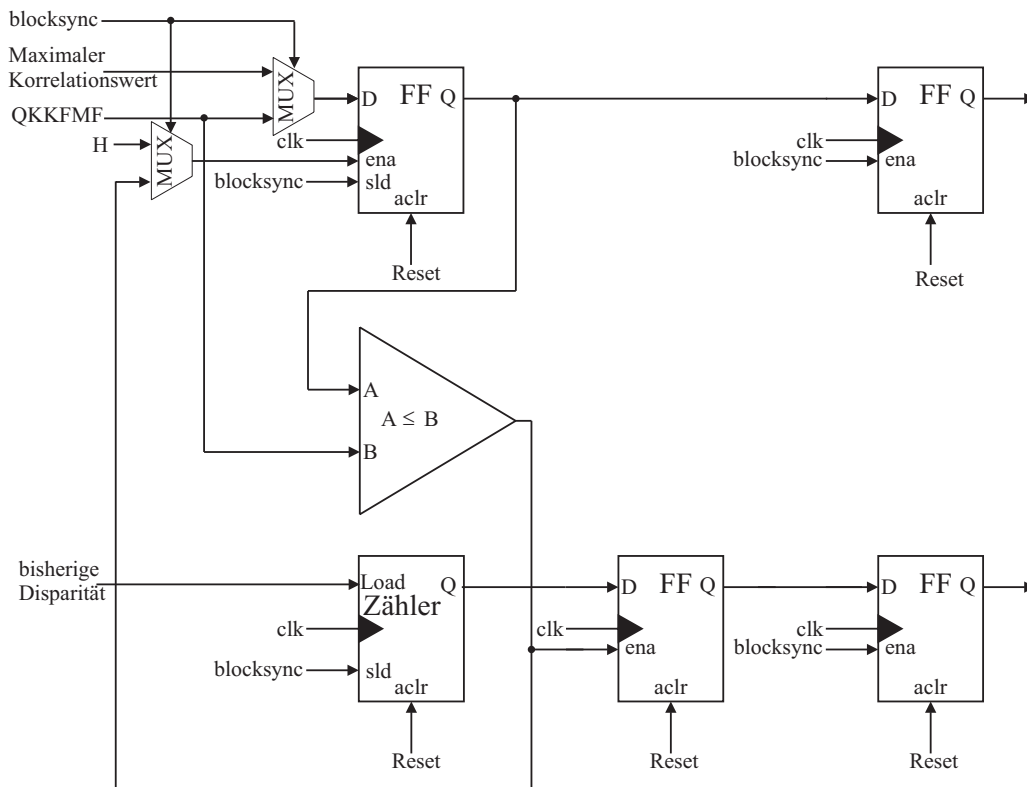 blocksync
Maximaler
Korrelationswert
QKKFMF
H
MUX
MUX
D FF Q
clk
ena
blocksync
sld
aclr
Reset
D FF Q
clk
blocksync
ena
aclr
Reset
A
A ≤ B
B
bisherige
Disparität
Load
Q
Zähler
clk
blocksync
sld
aclr
Reset
D FF Q
clk
ena
aclr
Reset
D FF Q
clk
blocksync
ena
aclr
Reset